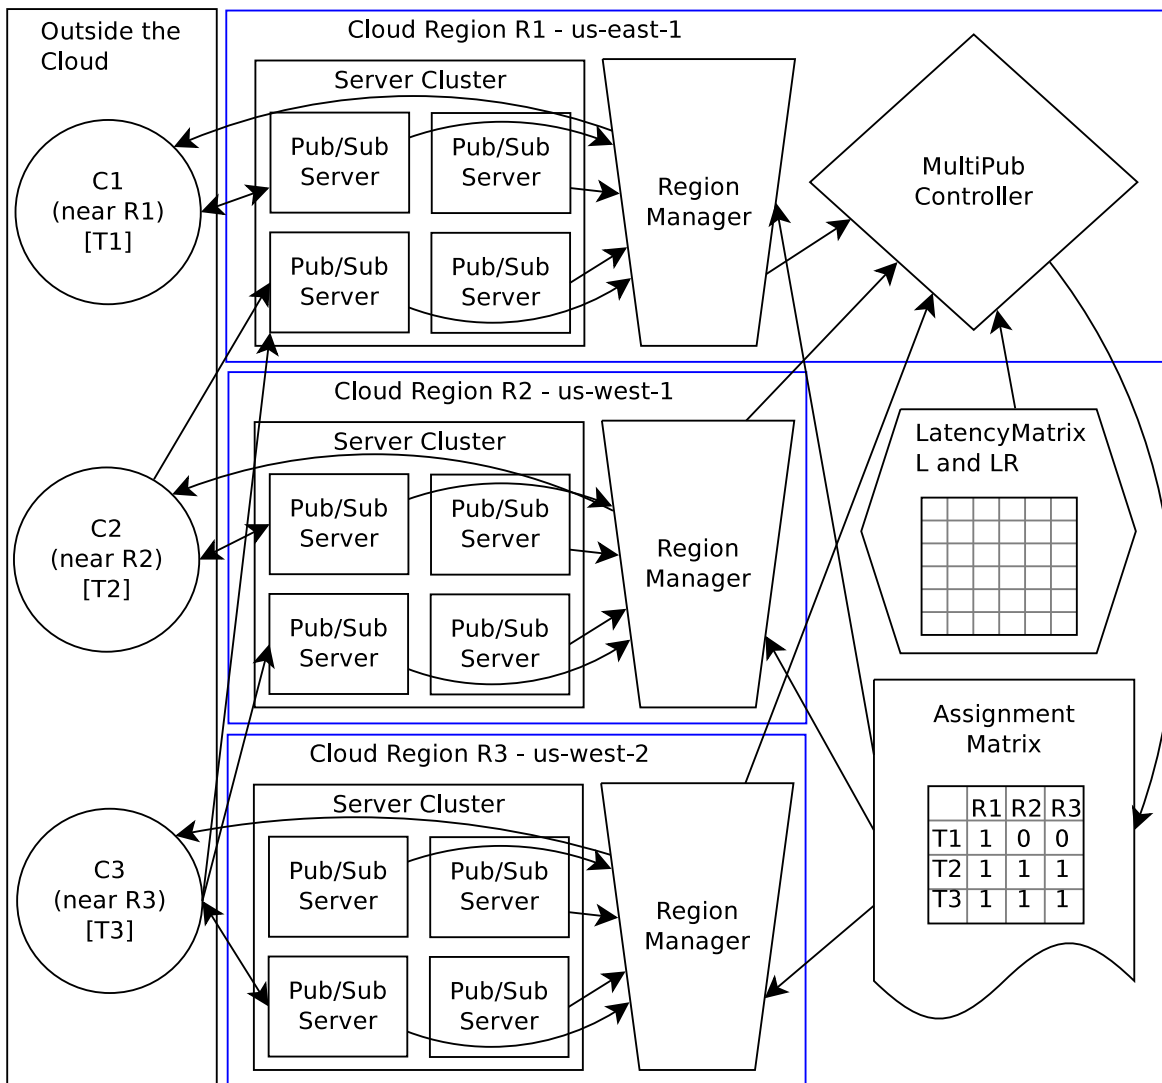 Outside the
Cloud
C1
(near R1)
[T1]
C2
(near R2)
[T2]
C3
(near R3)
[T3]
Cloud Region R1 - us-east-1
Server Cluster
Pub/Sub
Server
Pub/Sub
Server
Pub/Sub
Server
Pub/Sub
Server
Region
Manager
MultiPub
Controller
Cloud Region R2 - us-west-1
Server Cluster
Pub/Sub
Server
Pub/Sub
Server
Pub/Sub
Server
Pub/Sub
Server
Region
Manager
LatencyMatrix
L and LR
Cloud Region R3 - us-west-2
Server Cluster
Pub/Sub
Server
Pub/Sub
Server
Pub/Sub
Server
Pub/Sub
Server
Region
Manager
Assignment
Matrix
R1 R2 R3
T1 1 0 0
T2 1 1 1
T3 1 1 1